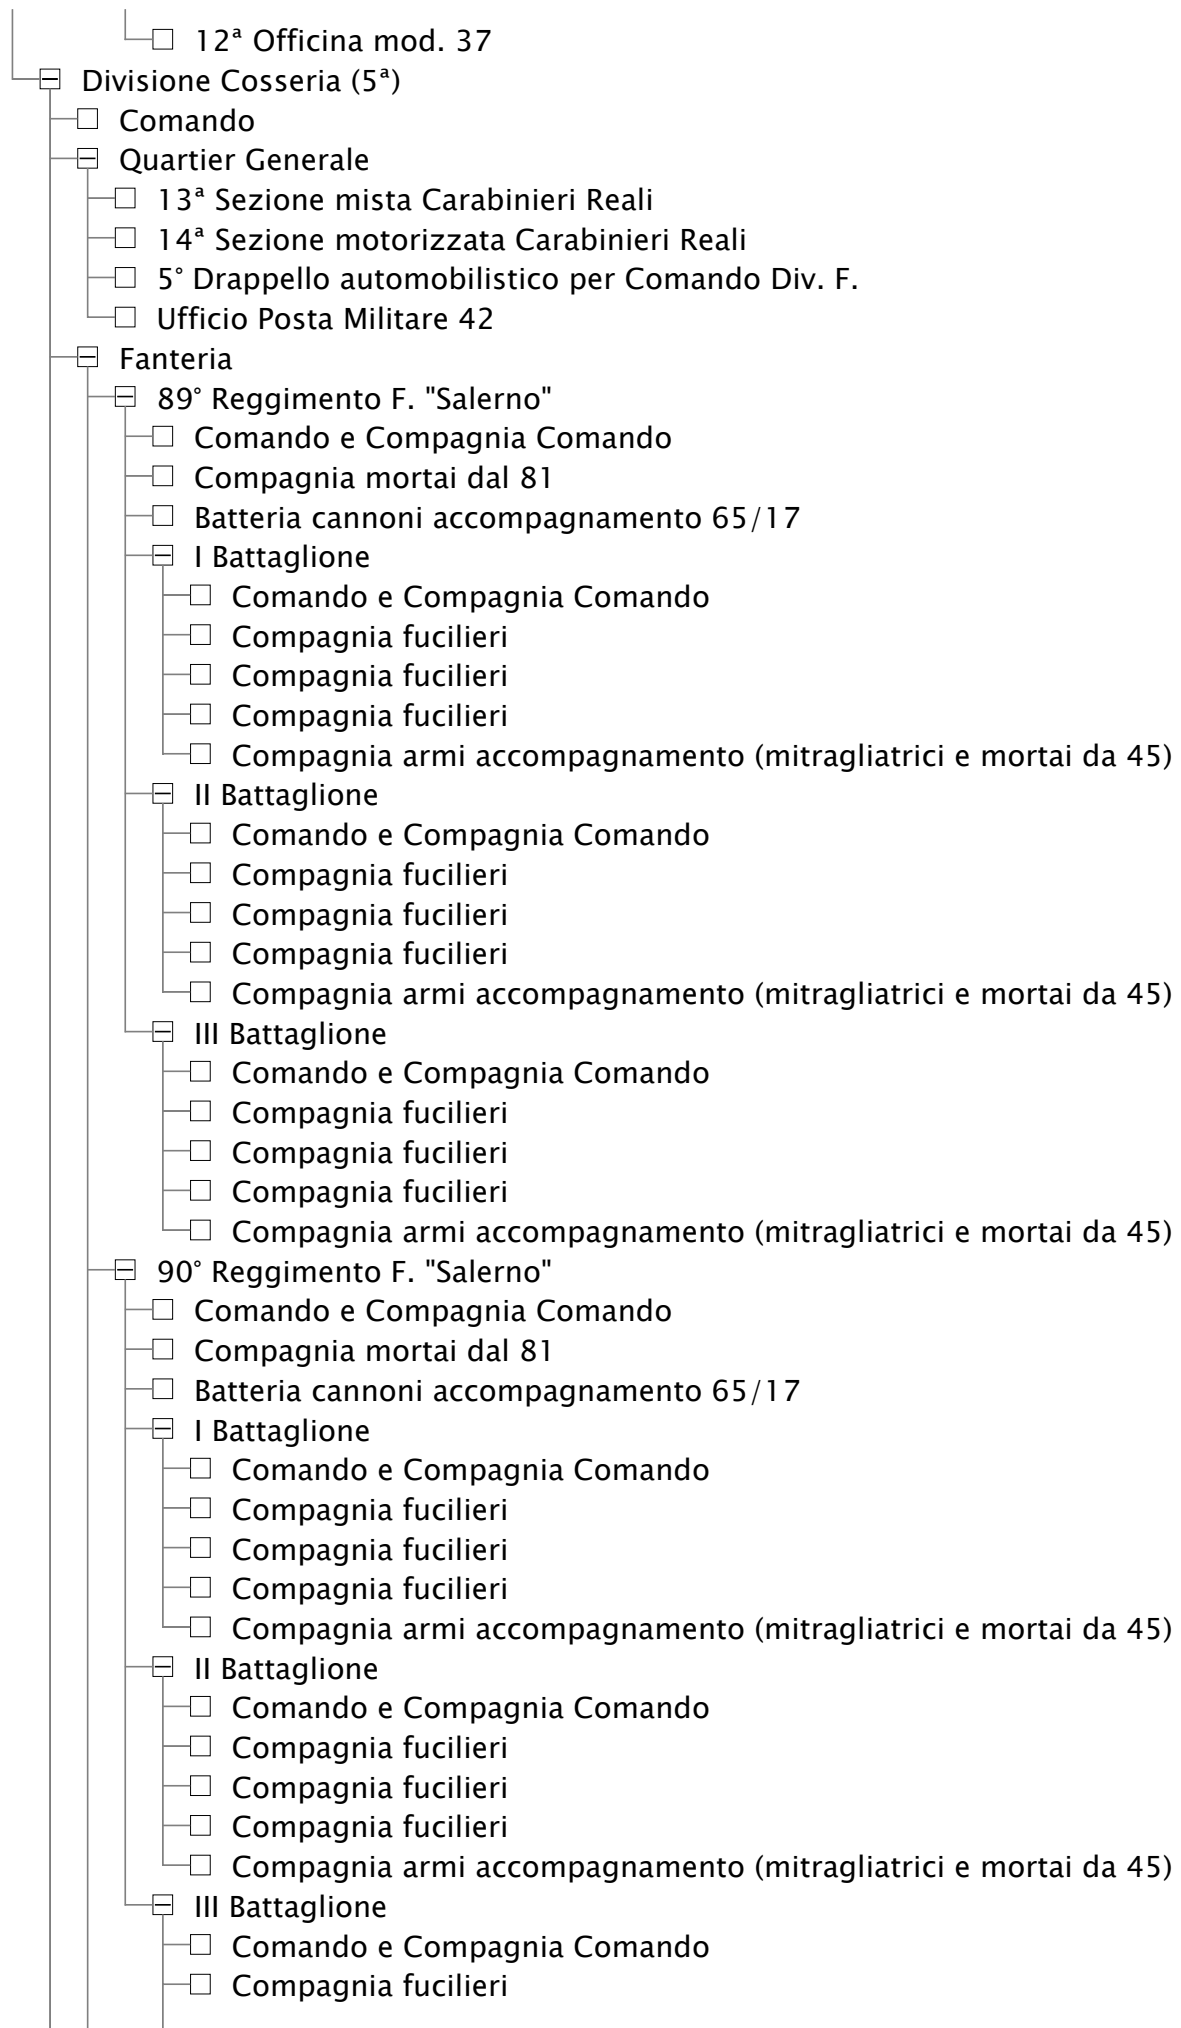 12ª Officina mod. 37
Divisione Cosseria (5ª)
Comando
Quartier Generale
13ª Sezione mista Carabinieri Reali
14ª Sezione motorizzata Carabinieri Reali
5° Drappello automobilistico per Comando Div. F.
Ufficio Posta Militare 42
Fanteria
89° Reggimento F. "Salerno"
Comando e Compagnia Comando
Compagnia mortai dal 81
Batteria cannoni accompagnamento 65/17
I Battaglione
Comando e Compagnia Comando
Compagnia fucilieri
Compagnia fucilieri
Compagnia fucilieri
Compagnia armi accompagnamento (mitragliatrici e mortai da 45)
II Battaglione
Comando e Compagnia Comando
Compagnia fucilieri
Compagnia fucilieri
Compagnia fucilieri
Compagnia armi accompagnamento (mitragliatrici e mortai da 45)
III Battaglione
Comando e Compagnia Comando
Compagnia fucilieri
Compagnia fucilieri
Compagnia fucilieri
Compagnia armi accompagnamento (mitragliatrici e mortai da 45)
90° Reggimento F. "Salerno"
Comando e Compagnia Comando
Compagnia mortai dal 81
Batteria cannoni accompagnamento 65/17
I Battaglione
Comando e Compagnia Comando
Compagnia fucilieri
Compagnia fucilieri
Compagnia fucilieri
Compagnia armi accompagnamento (mitragliatrici e mortai da 45)
II Battaglione
Comando e Compagnia Comando
Compagnia fucilieri
Compagnia fucilieri
Compagnia fucilieri
Compagnia armi accompagnamento (mitragliatrici e mortai da 45)
III Battaglione
Comando e Compagnia Comando
Compagnia fucilieri